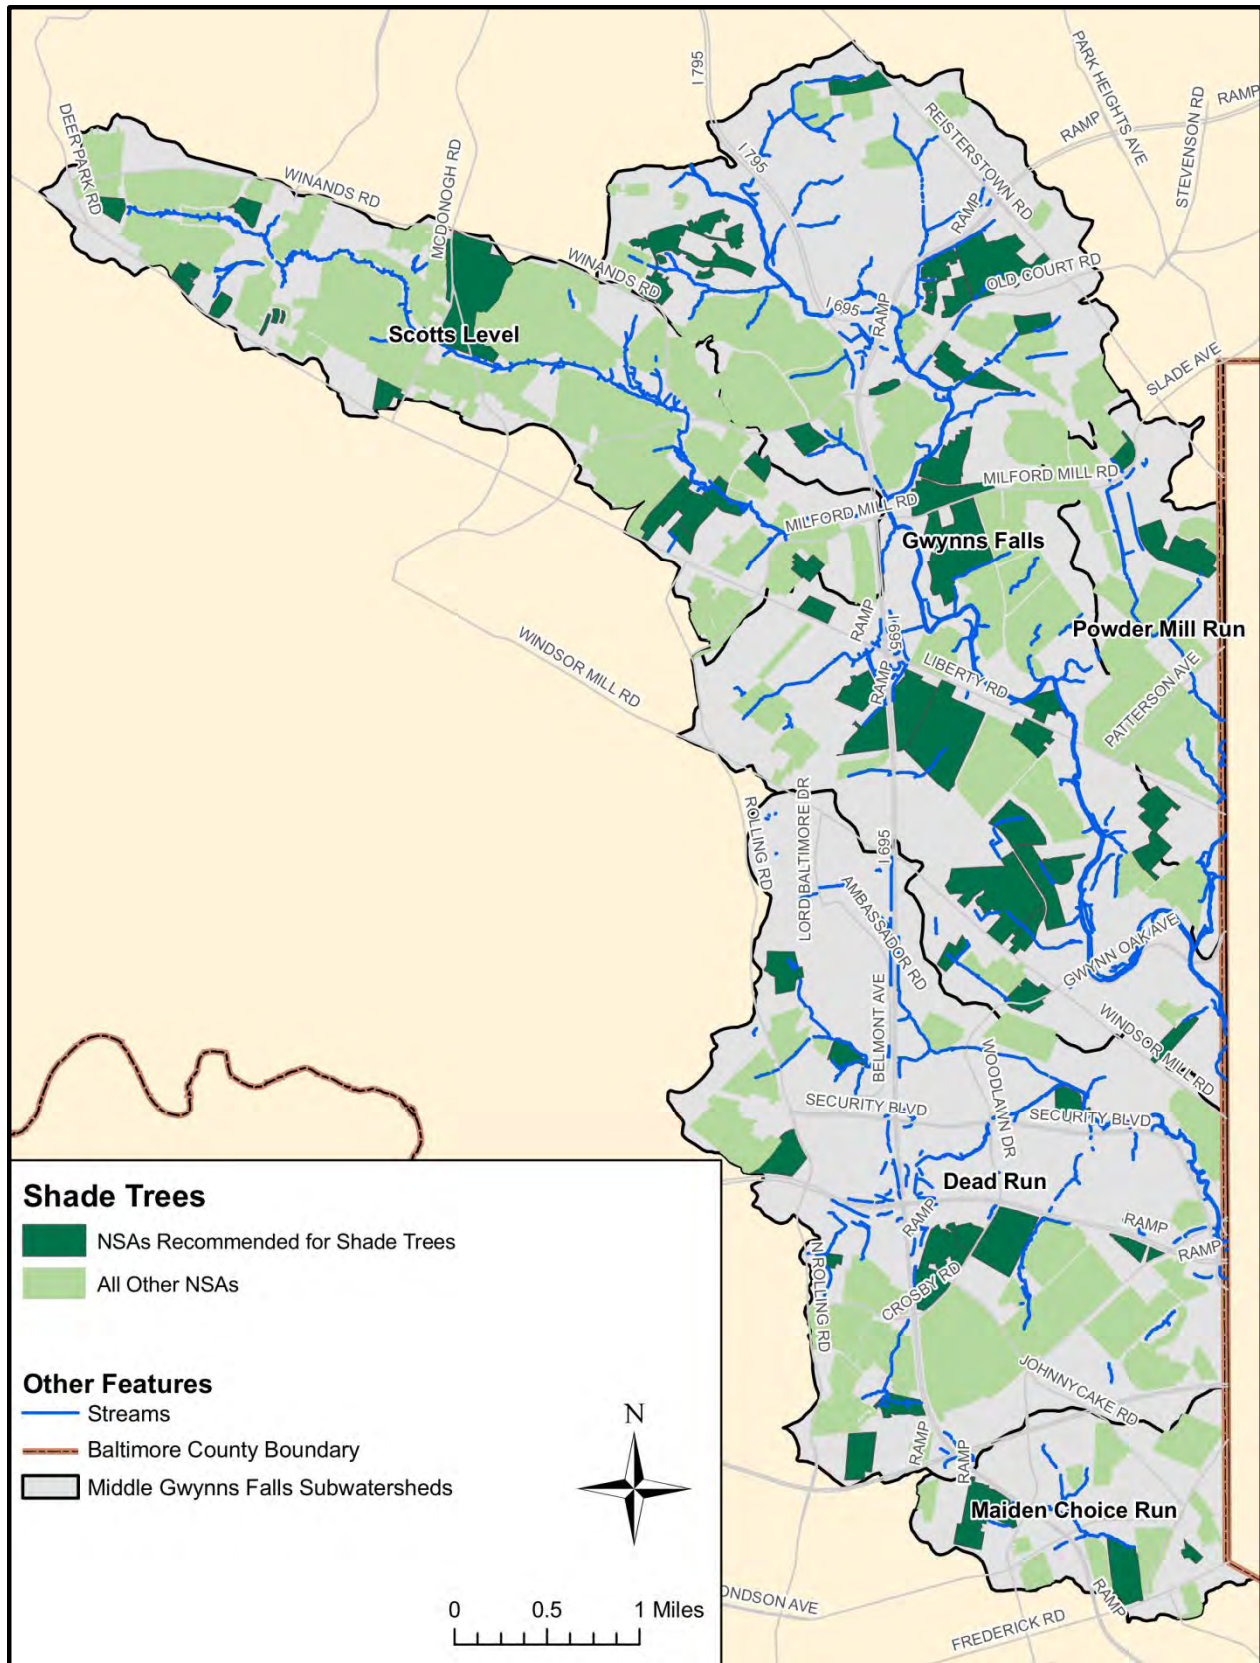 I 795
PARK HEIGHTS AVE
RAMP
STEVENSON RD
RAMP
REISTERSTOWN RD
I 795
DEER PARK RD
WINANDS RD
MCDONOGH RD
RAMP
WINANDS RD
OLD COURT RD
I 695
RAMP
Scotts Level
SLADE AVE
MILFORD MILL RD
MILFORD MILL RD
Gwynns Falls
RAMP
I 695
Powder Mill Run
WINDSOR MILL RD
LIBERTY RD
RAMP
PATTERSON AVE
ROLLING RD
LORD BALTIMORE DR
I 695
AMBASSADOR RD
GWYNN OAK AVE
BELMONT AVE
WOODLAWN DR
WINDSOR MILL RD
SECURITY BLVD
SECURITY BLVD
Dead Run
RAMP
RAMP
RAMP
N ROLLING RD
CROSBY RD
JOHNNYCAKE RD
RAMP
RAMP
Maiden Choice Run
RAMP
ONDSON AVE
FREDERICK RD
Shade Trees
NSAs Recommended for Shade Trees
All Other NSAs
Other Features
Streams
Baltimore County Boundary
Middle Gwynns Falls Subwatersheds
N
0 0.5 1 Miles